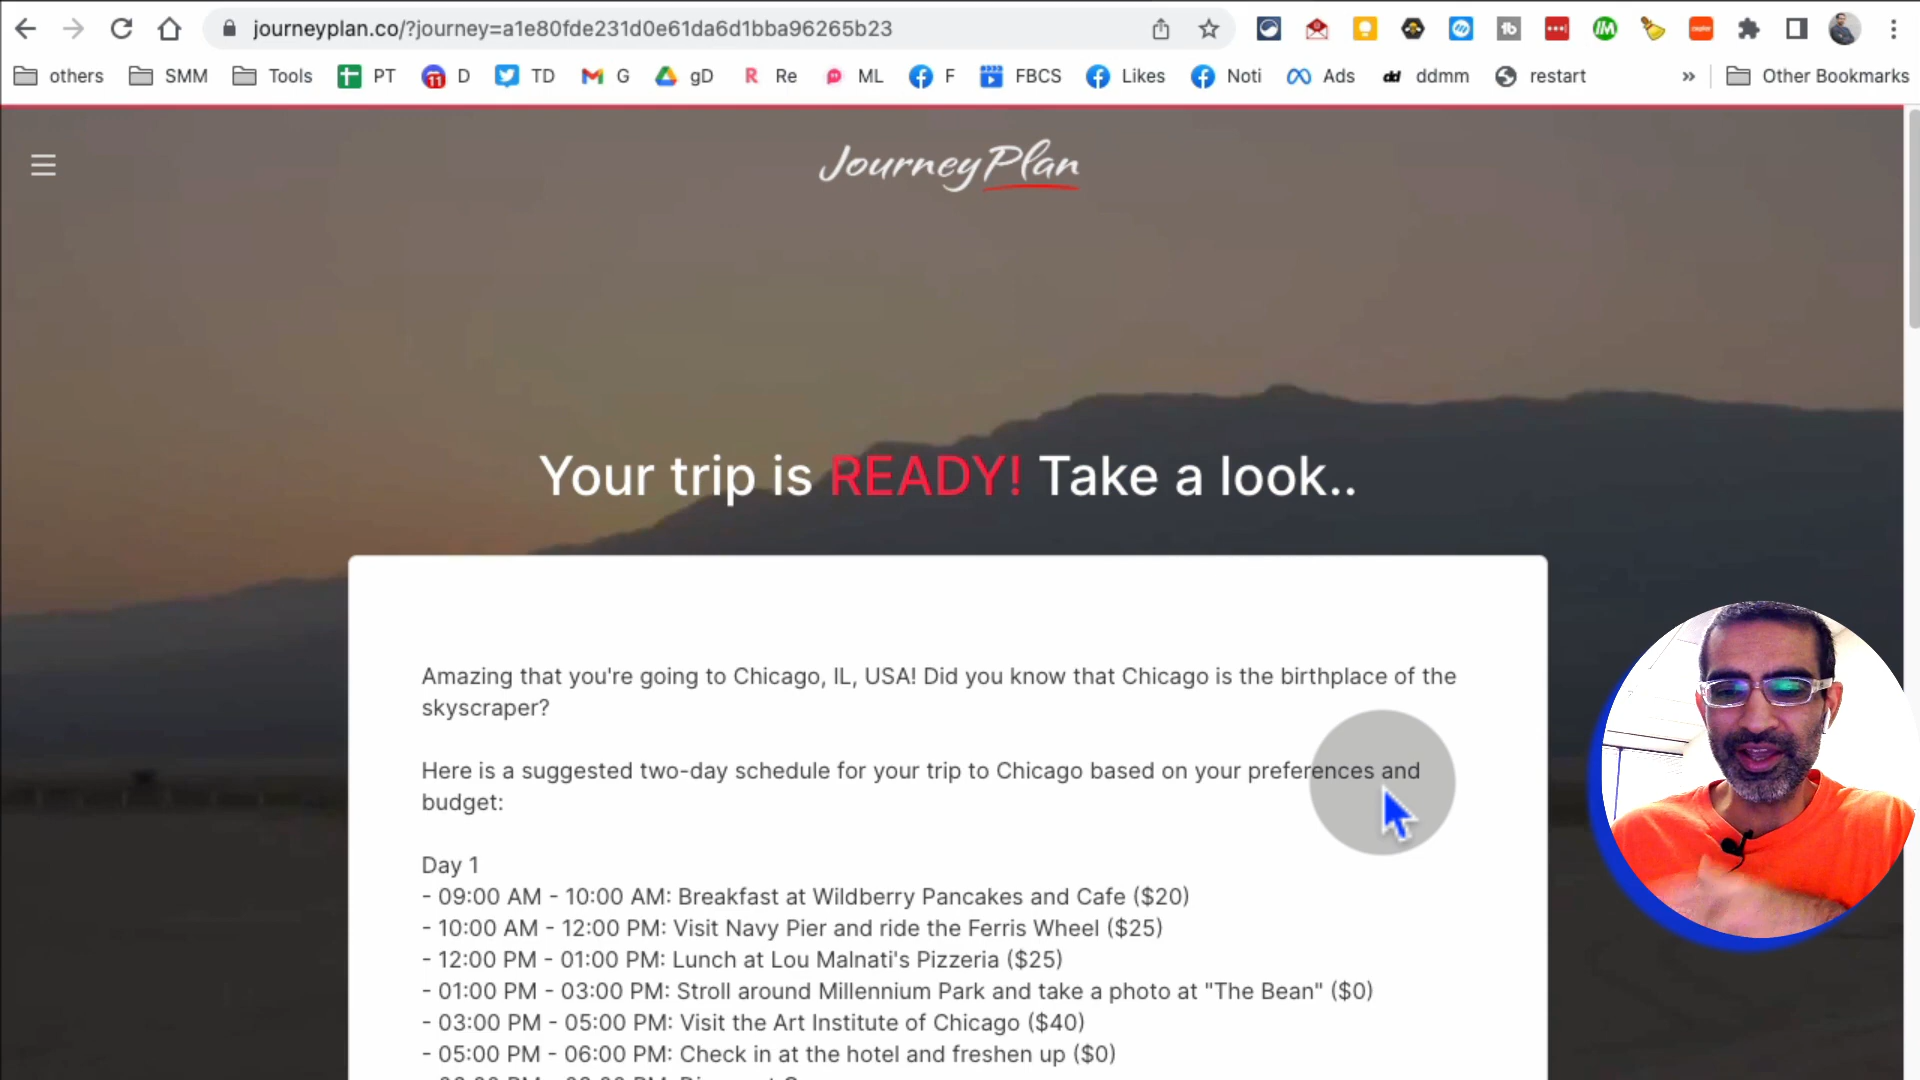 journeyplan.co/?journey=a1e80fde231d0e61da6d1bba96265b23
others SMM Tools PT D TD G gD Re ML F FBCS Likes Noti Ads ddmm restart » Other Bookmarks
JourneyPlan
Your trip is READY! Take a look..
Amazing that you're going to Chicago, IL, USA! Did you know that Chicago is the birthplace of the
skyscraper?
Here is a suggested two-day schedule for your trip to Chicago based on your preferences and
budget:
Day 1
- 09:00 AM - 10:00 AM: Breakfast at Wildberry Pancakes and Cafe ($20)
- 10:00 AM - 12:00 PM: Visit Navy Pier and ride the Ferris Wheel ($25)
- 12:00 PM - 01:00 PM: Lunch at Lou Malnati's Pizzeria ($25)
- 01:00 PM - 03:00 PM: Stroll around Millennium Park and take a photo at "The Bean" ($0)
- 03:00 PM - 05:00 PM: Visit the Art Institute of Chicago ($40)
- 05:00 PM - 06:00 PM: Check in at the hotel and freshen up ($0)